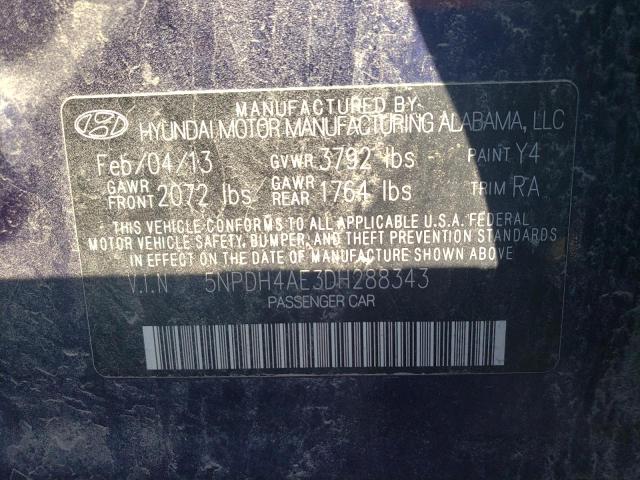 MANUFACTURED BY
HYUNDAI MOTOR MANUFACTURING ALABAMA, LLC
Feb/04/13 GVWR 3792 lbs PAINT Y4
GAWR FRONT 2072 lbs GAWR REAR 1764 lbs TRIM RA
THIS VEHICLE CONFORMS TO ALL APPLICABLE U.S.A. FEDERAL
MOTOR VEHICLE SAFETY, BUMPER, AND THEFT PREVENTION STANDARDS
IN EFFECT ON THE DATE OF MANUFACTURE SHOWN ABOVE
V.I.N 5NPDH4AE3DH288343
PASSENGER CAR